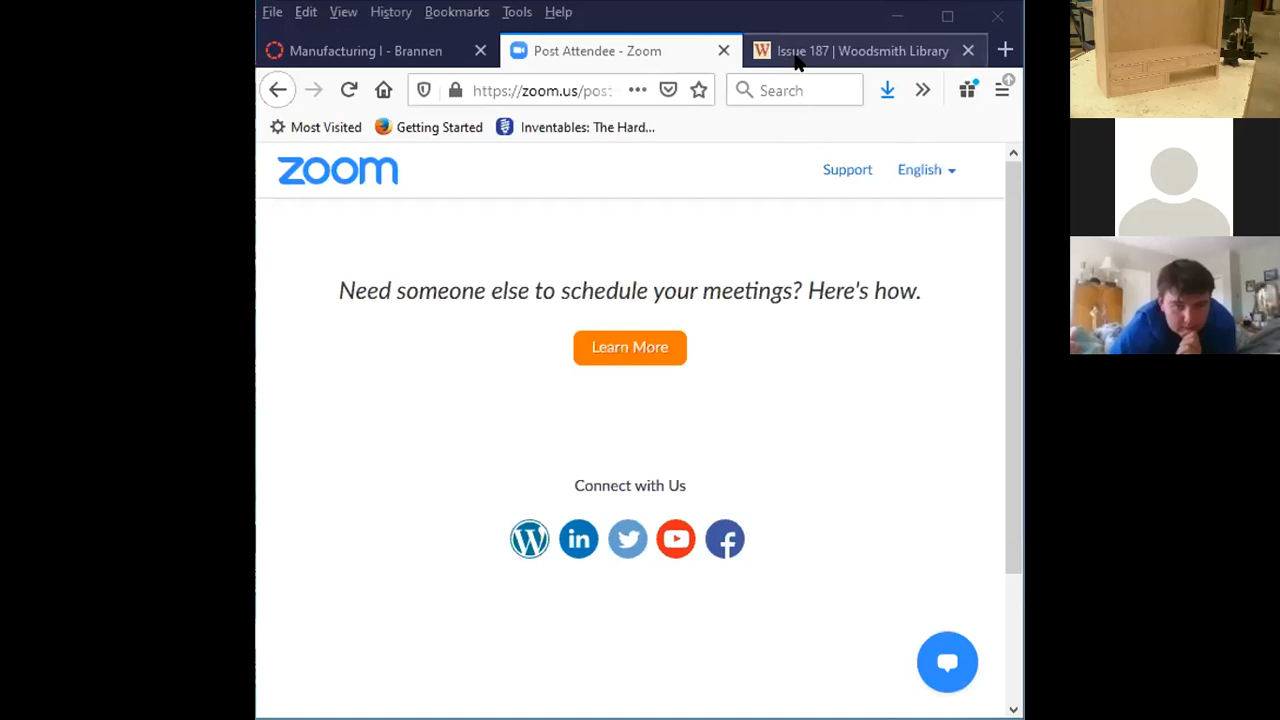 File Edit View History Bookmarks Tools Help
Manufacturing I - Brannen
Post Attendee - Zoom
Issue 187 | Woodsmith Library
https://zoom.us/post
Search
Most Visited
Getting Started
Inventables: The Hard...
zoom
Support
English
Need someone else to schedule your meetings? Here's how.
Learn More
Connect with Us